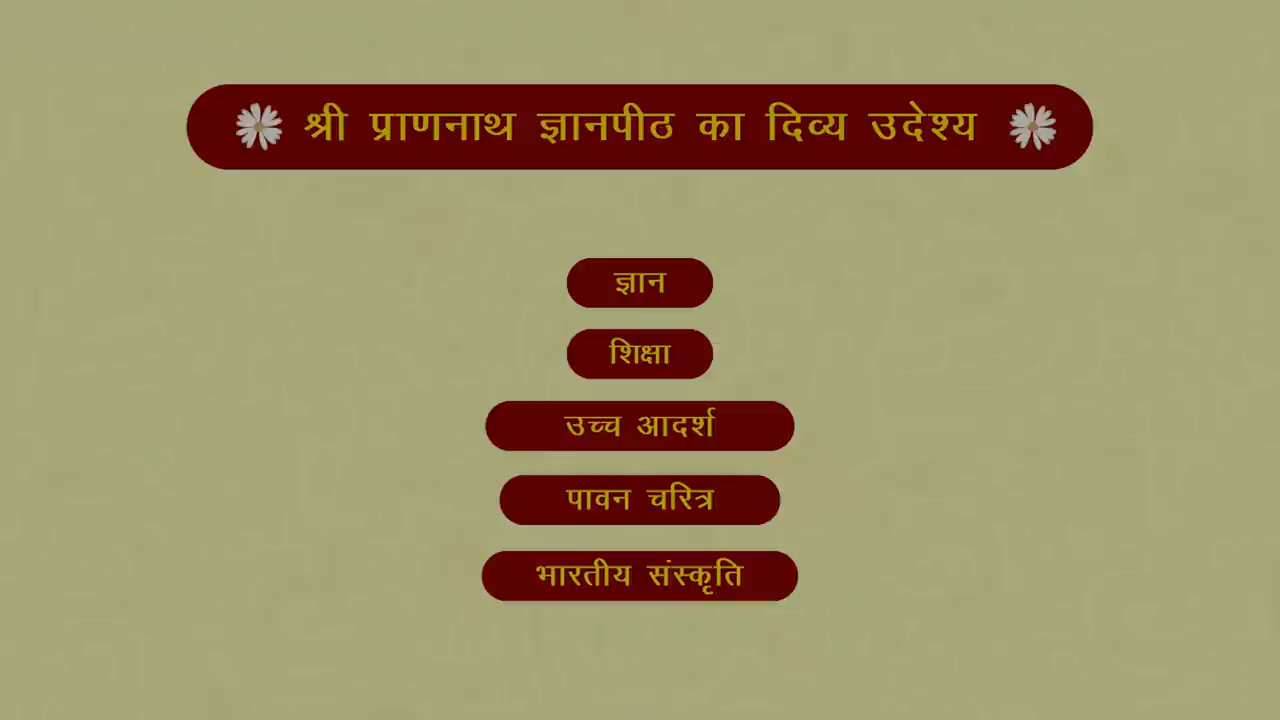 श्री प्राणनाथ ज्ञानपीठ का दिव्य उदेश्य
ज्ञान
शिक्षा
उच्च आदर्श
पावन चरित्र
भारतीय संस्कृति